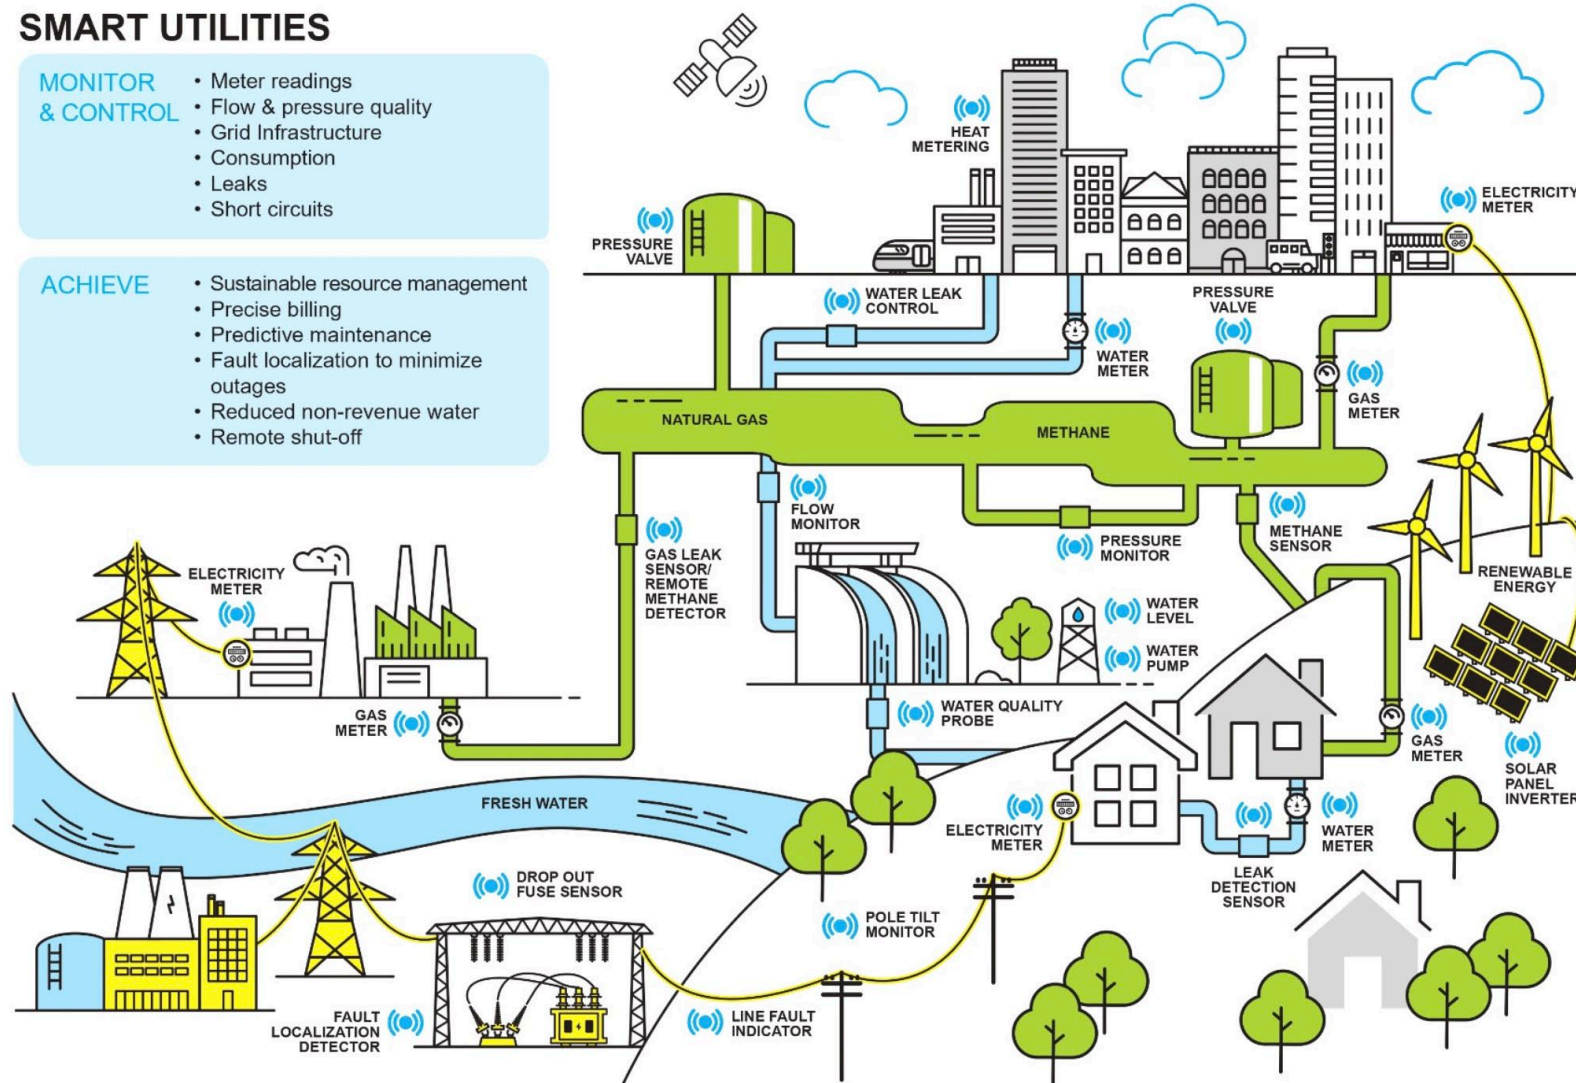 SMART UTILITIES
MONITOR
& CONTROL
• Meter readings
• Flow & pressure quality
• Grid Infrastructure
• Consumption
• Leaks
• Short circuits
ACHIEVE
• Sustainable resource management
• Precise billing
• Predictive maintenance
• Fault localization to minimize
outages
• Reduced non-revenue water
• Remote shut-off
HEAT
METERING
PRESSURE
VALVE
ELECTRICITY
METER
WATER LEAK
CONTROL
WATER
METER
PRESSURE
VALVE
GAS
METER
NATURAL GAS
METHANE
FLOW
MONITOR
PRESSURE
MONITOR
METHANE
SENSOR
GAS LEAK
SENSOR/
REMOTE
METHANE
DETECTOR
ELECTRICITY
METER
RENEWABLE
ENERGY
WATER
LEVEL
WATER
PUMP
GAS
METER
WATER QUALITY
PROBE
GAS
METER
SOLAR
PANEL
INVERTER
FRESH WATER
ELECTRICITY
METER
WATER
METER
LEAK
DETECTION
SENSOR
DROP OUT
FUSE SENSOR
POLE TILT
MONITOR
FAULT
LOCALIZATION
DETECTOR
LINE FAULT
INDICATOR